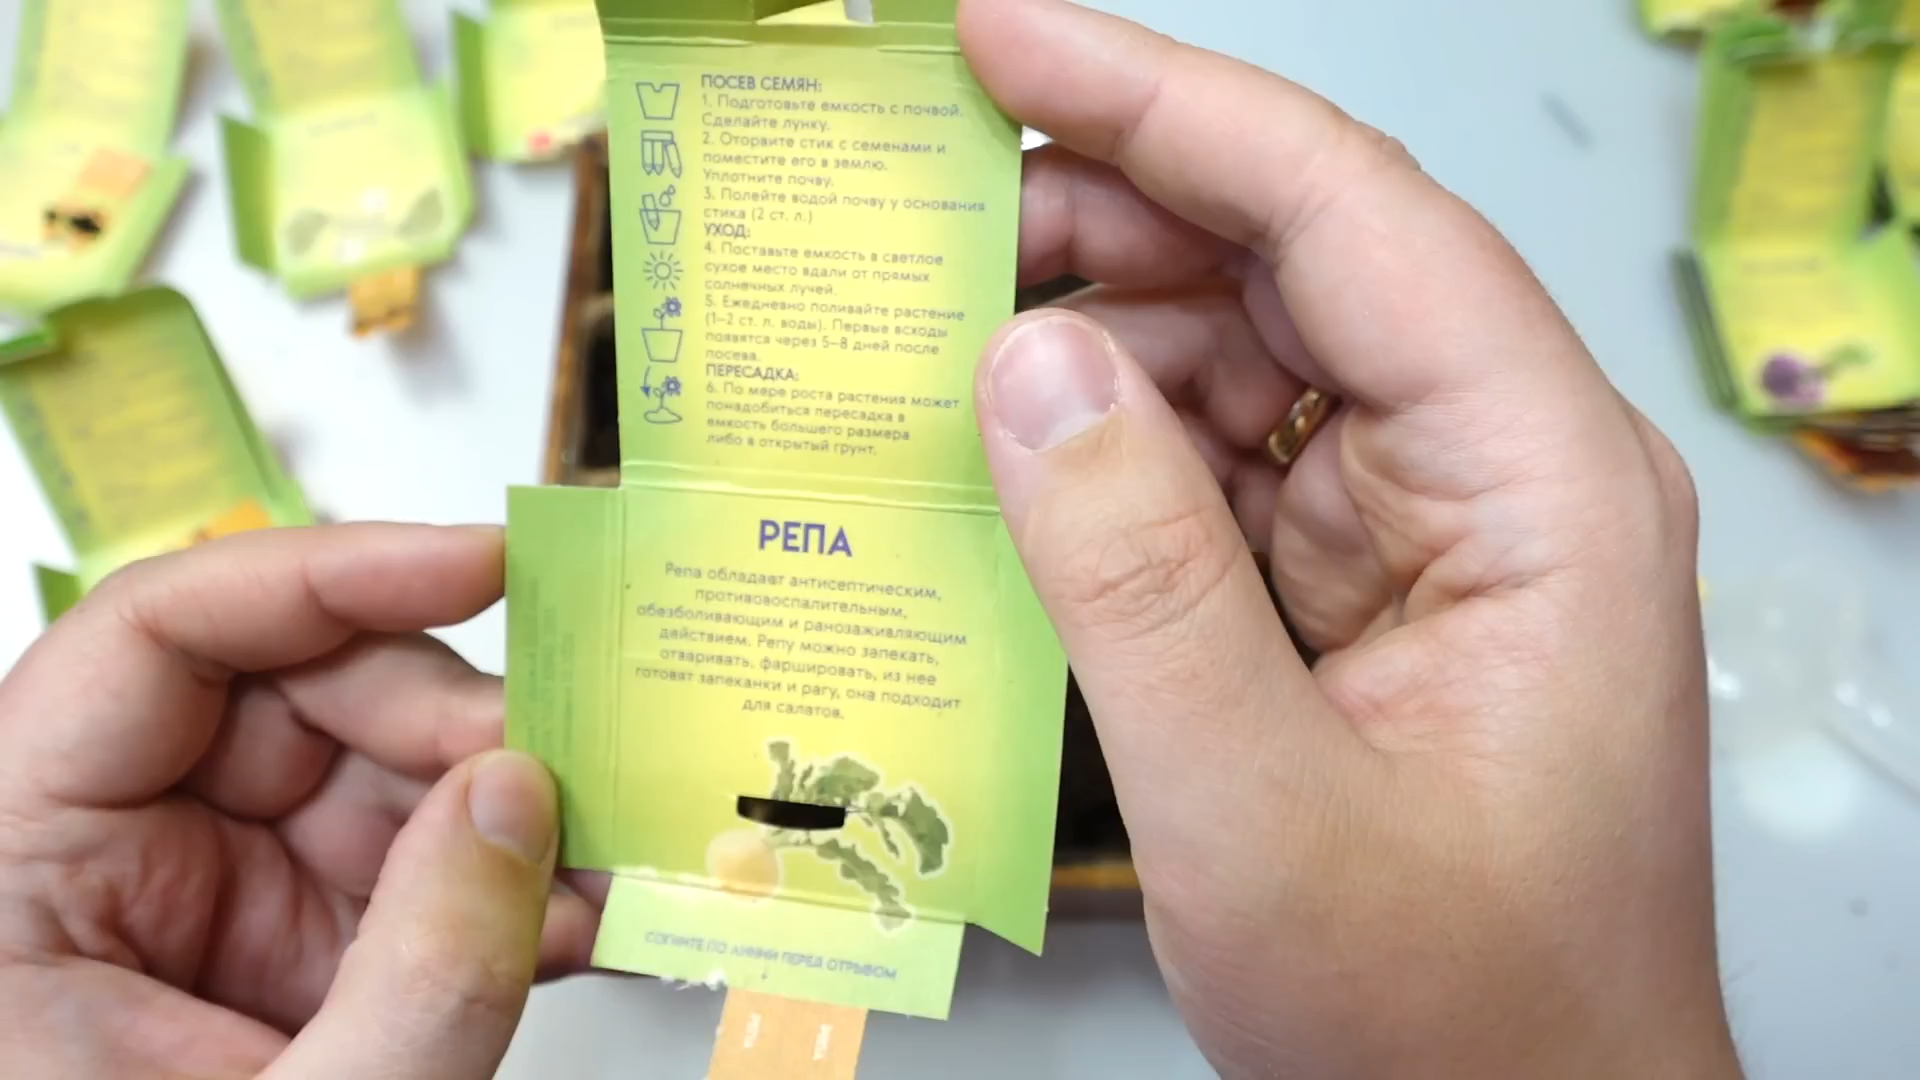 ПОСЕВ СЕМЯН:
1. Подготовьте емкость с почвой.
Сделайте лунку.
2. Оторвите стик с семенами и
поместите его в землю.
Уплотните почву.
3. Полейте водой почву у основания
стика (2 ст. л.)
УХОД:
4. Поставьте емкость в светлое
сухое место вдали от прямых
солнечных лучей.
5. Ежедневно поливайте растение
(1–2 ст. л. воды). Первые всходы
появятся через 5–8 дней после
посева.
ПЕРЕСАДКА:
6. По мере роста растения может
понадобиться пересадка в
емкость большего размера
либо в открытый грунт.
РЕПА
Репа обладает антисептическим,
противовоспалительным,
обезболивающим и ранозаживляющим
действием. Репу можно запекать,
отваривать, фаршировать, из нее
готовят запеканки и рагу, она подходит
для салатов.
СОГНИТЕ ПО ЛИНИИ ПЕРЕД ОТРЫВОМ
РЕПА РЕПА